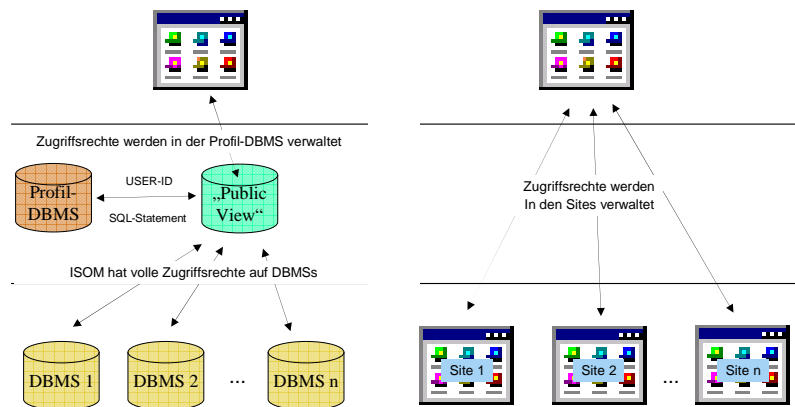 Zugriffsrechte werden in der Profil-DBMS verwaltet
Profil-
DBMS
USER-ID
SQL-Statement
„Public
View“
ISOM hat volle Zugriffsrechte auf DBMSs
DBMS 1
DBMS 2
...
DBMS n
Zugriffsrechte werden
In den Sites verwaltet
Site 1
Site 2
...
Site n